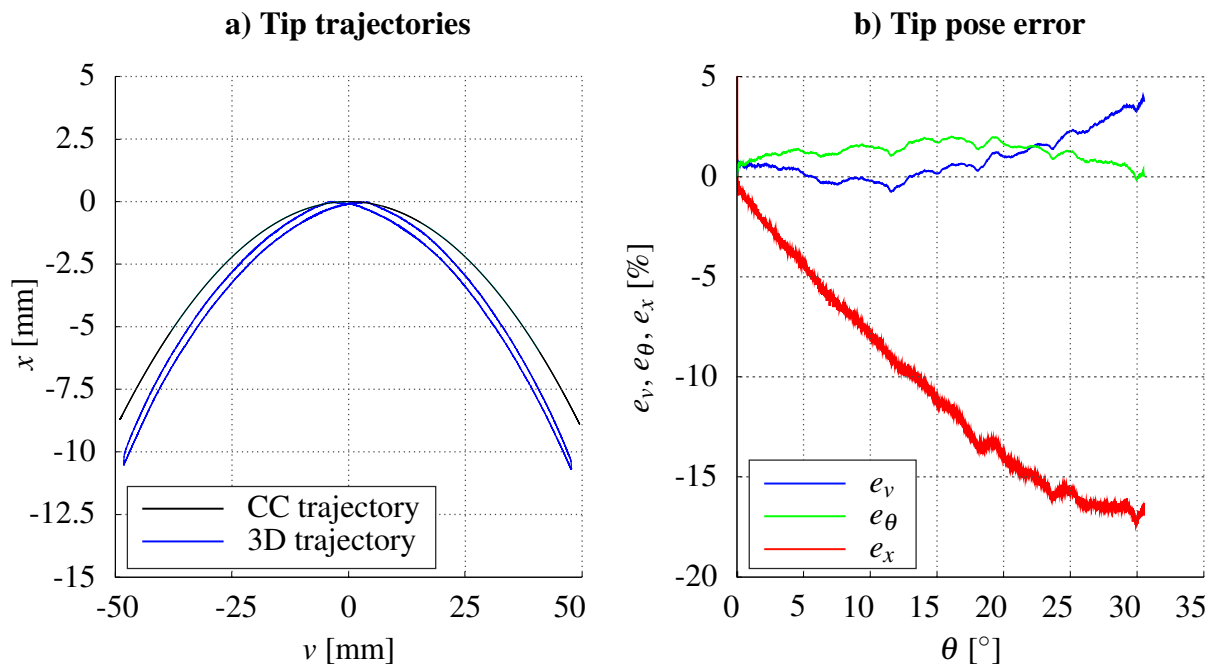 a) Tip trajectories
5
2.5
0
-2.5
-5
-7.5
-10
-12.5
-15
-50
-25
0
25
50
x [mm]
v [mm]
CC trajectory
3D trajectory
b) Tip pose error
5
0
-5
-10
-15
-20
0
5
10
15
20
25
30
35
e_v, e_θ, e_x [%]
θ [°]
e_v
e_θ
e_x